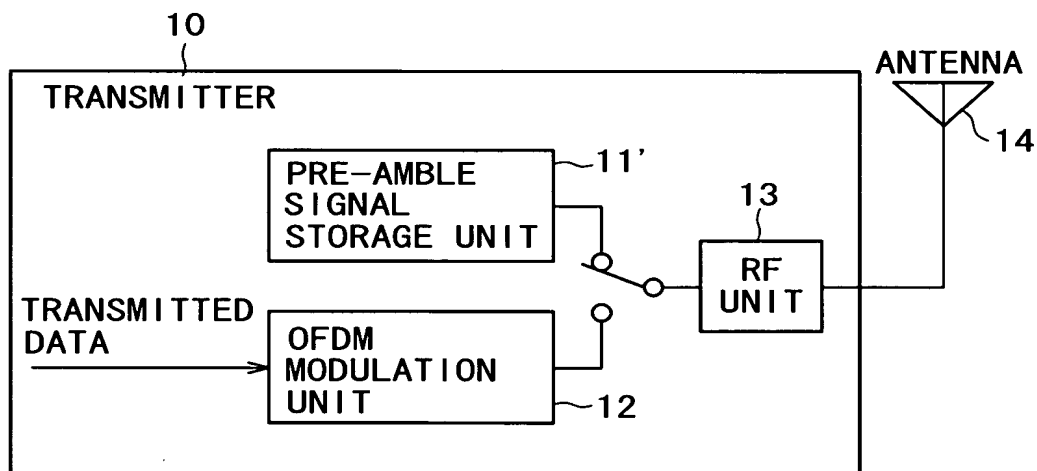 10
TRANSMITTER
ANTENNA
14
PRE-AMBLE
SIGNAL
STORAGE UNIT
11'
13
RF
UNIT
TRANSMITTED
DATA
OFDM
MODULATION
UNIT
12